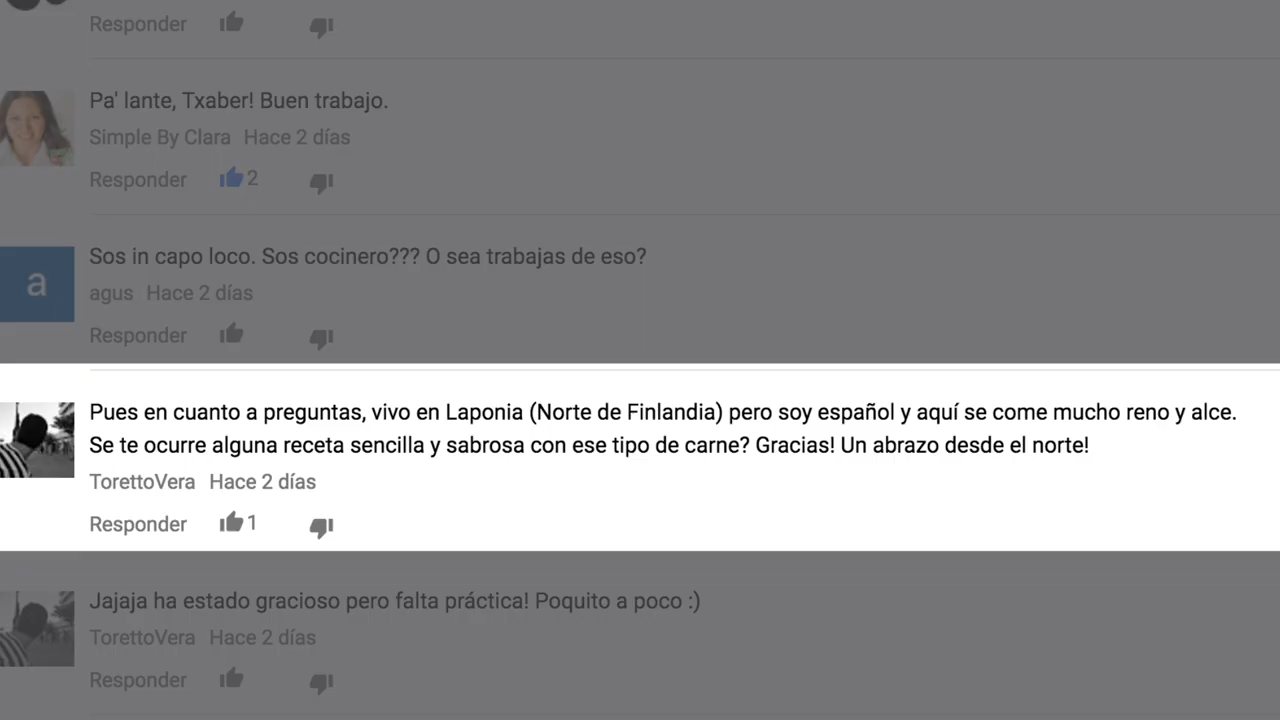 Responder
Pa' lante, Txaber! Buen trabajo.
Simple By Clara Hace 2 días
Responder 2
Sos in capo loco. Sos cocinero??? O sea trabajas de eso?
a
agus Hace 2 días
Responder
Pues en cuanto a preguntas, vivo en Laponia (Norte de Finlandia) pero soy español y aquí se come mucho reno y alce.
Se te ocurre alguna receta sencilla y sabrosa con ese tipo de carne? Gracias! Un abrazo desde el norte!
TorettoVera Hace 2 días
Responder 1
Jajaja ha estado gracioso pero falta práctica! Poquito a poco :)
TorettoVera Hace 2 días
Responder